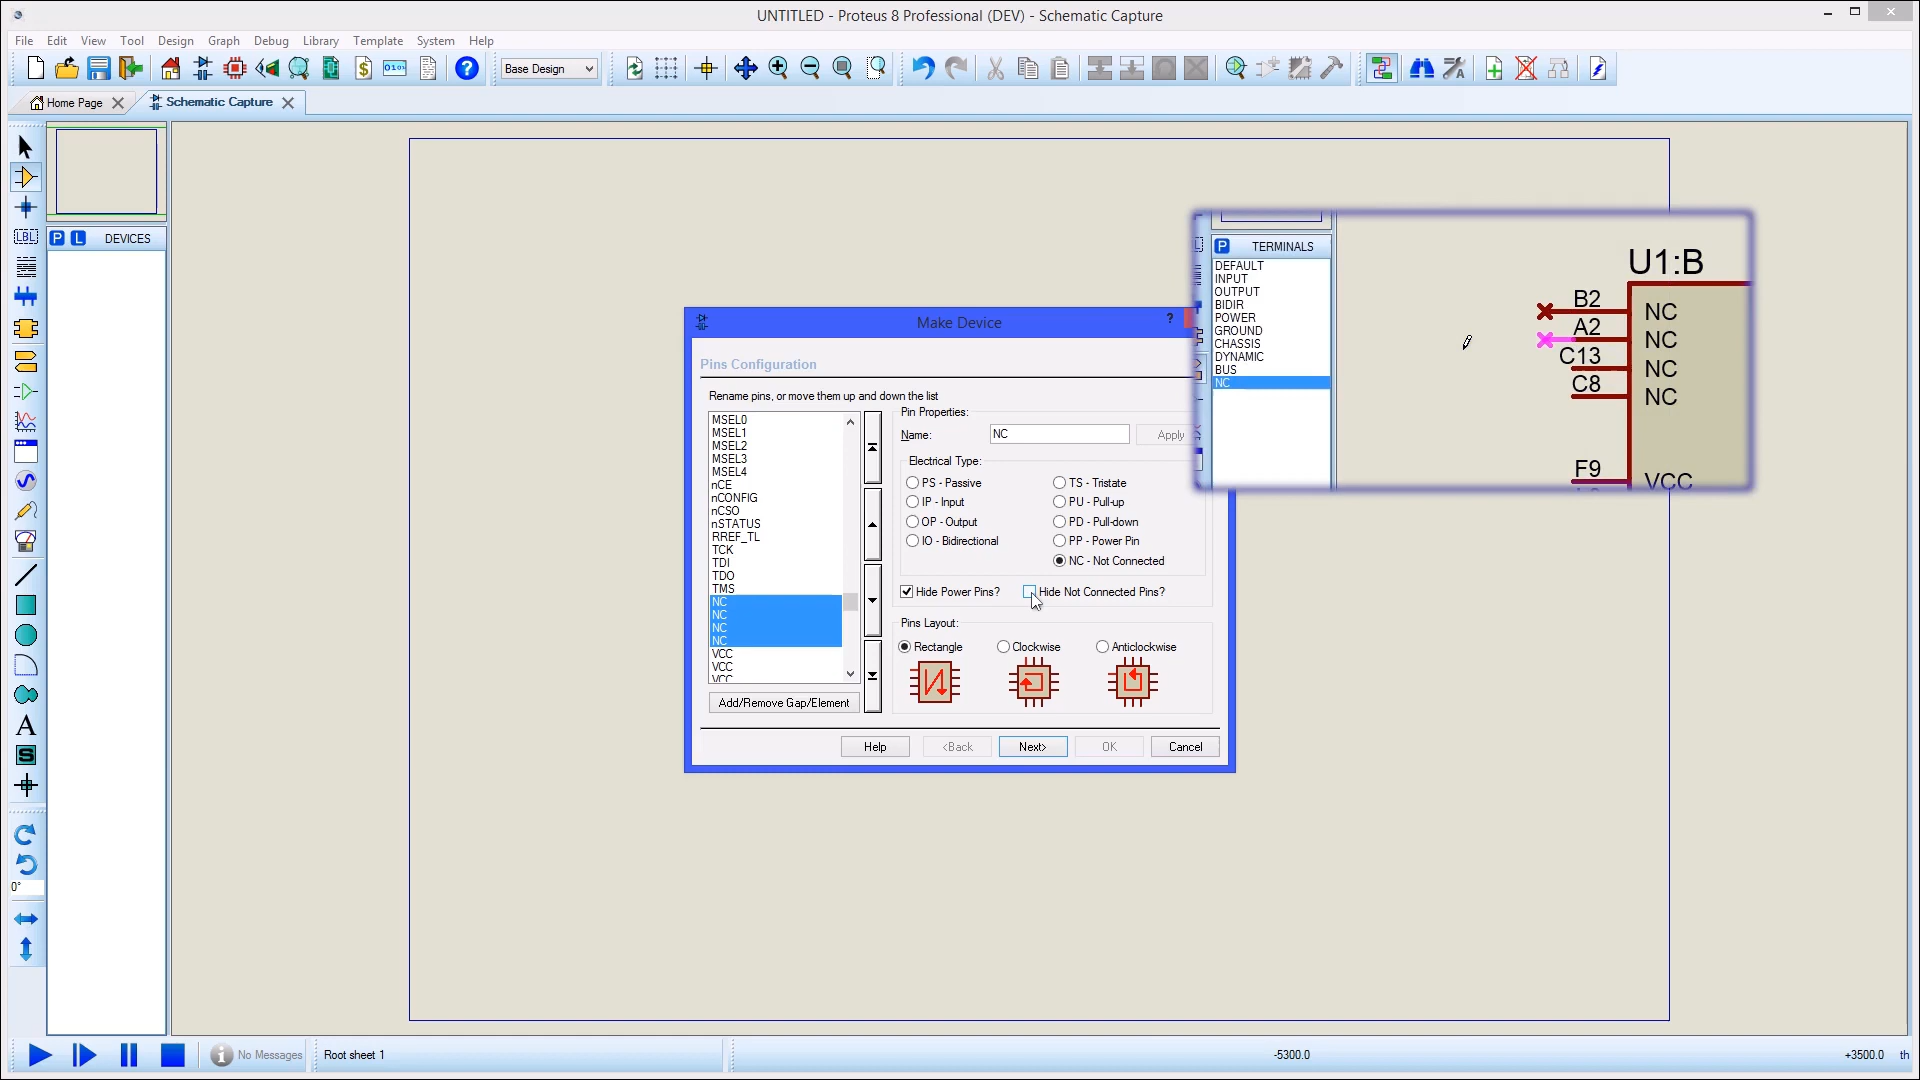 UNTITLED - Proteus 8 Professional (DEV) - Schematic Capture
File Edit View Tool Design Graph Debug Library Template System Help
Base Design
Home Page
Schematic Capture
LBL
P L DEVICES
P TERMINALS
DEFAULT
INPUT
OUTPUT
BIDIR
POWER
GROUND
CHASSIS
DYNAMIC
BUS
NC
U1:B
B2 NC
A2 NC
C13 NC
C8 NC
F9 VCC
Make Device
?
Pins Configuration
Rename pins, or move them up and down the list
MSEL0
MSEL1
MSEL2
MSEL3
MSEL4
nCE
nCONFIG
nCSO
nSTATUS
RREF_TL
TCK
TDI
TDO
TMS
NC
NC
NC
NC
VCC
VCC
VCC
Add/Remove Gap/Element
Pin Properties:
Name: NC Apply
Electrical Type:
PS - Passive TS - Tristate
IP - Input PU - Pull-up
OP - Output PD - Pull-down
IO - Bidirectional PP - Power Pin
NC - Not Connected
Hide Power Pins? Hide Not Connected Pins?
Pins Layout:
Rectangle Clockwise Anticlockwise
Help <Back Next> OK Cancel
A
S
0°
No Messages Root sheet 1 -5300.0 +3500.0 th